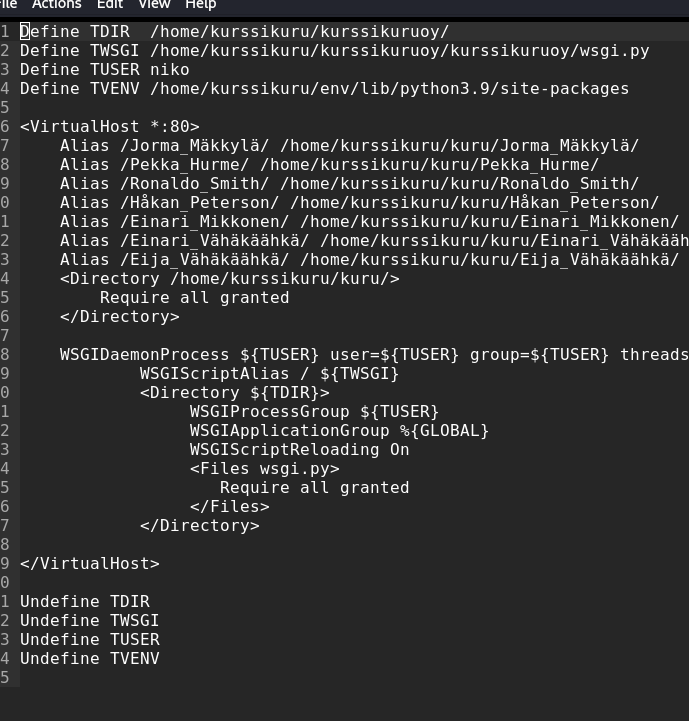 File Actions Edit View Help
1 Define TDIR  /home/kurssikuru/kurssikuruoy/
2 Define TWSGI /home/kurssikuru/kurssikuruoy/kurssikuruoy/wsgi.py
3 Define TUSER niko
4 Define TVENV /home/kurssikuru/env/lib/python3.9/site-packages
5
6 <VirtualHost *:80>
7     Alias /Jorma_Mäkkylä/ /home/kurssikuru/kuru/Jorma_Mäkkylä/
8     Alias /Pekka_Hurme/ /home/kurssikuru/kuru/Pekka_Hurme/
9     Alias /Ronaldo_Smith/ /home/kurssikuru/kuru/Ronaldo_Smith/
0     Alias /Håkan_Peterson/ /home/kurssikuru/kuru/Håkan_Peterson/
1     Alias /Einari_Mikkonen/ /home/kurssikuru/kuru/Einari_Mikkonen/
2     Alias /Einari_Vähäkäähkä/ /home/kurssikuru/kuru/Einari_Vähäkääh
3     Alias /Eija_Vähäkäähkä/ /home/kurssikuru/kuru/Eija_Vähäkäähkä/
4     <Directory /home/kurssikuru/kuru/>
5         Require all granted
6     </Directory>
7
8     WSGIDaemonProcess ${TUSER} user=${TUSER} group=${TUSER} threads
9             WSGIScriptAlias / ${TWSGI}
0             <Directory ${TDIR}>
1                  WSGIProcessGroup ${TUSER}
2                  WSGIApplicationGroup %{GLOBAL}
3                  WSGIScriptReloading On
4                  <Files wsgi.py>
5                     Require all granted
6                  </Files>
7             </Directory>
8
9 </VirtualHost>
0
1 Undefine TDIR
2 Undefine TWSGI
3 Undefine TUSER
4 Undefine TVENV
5